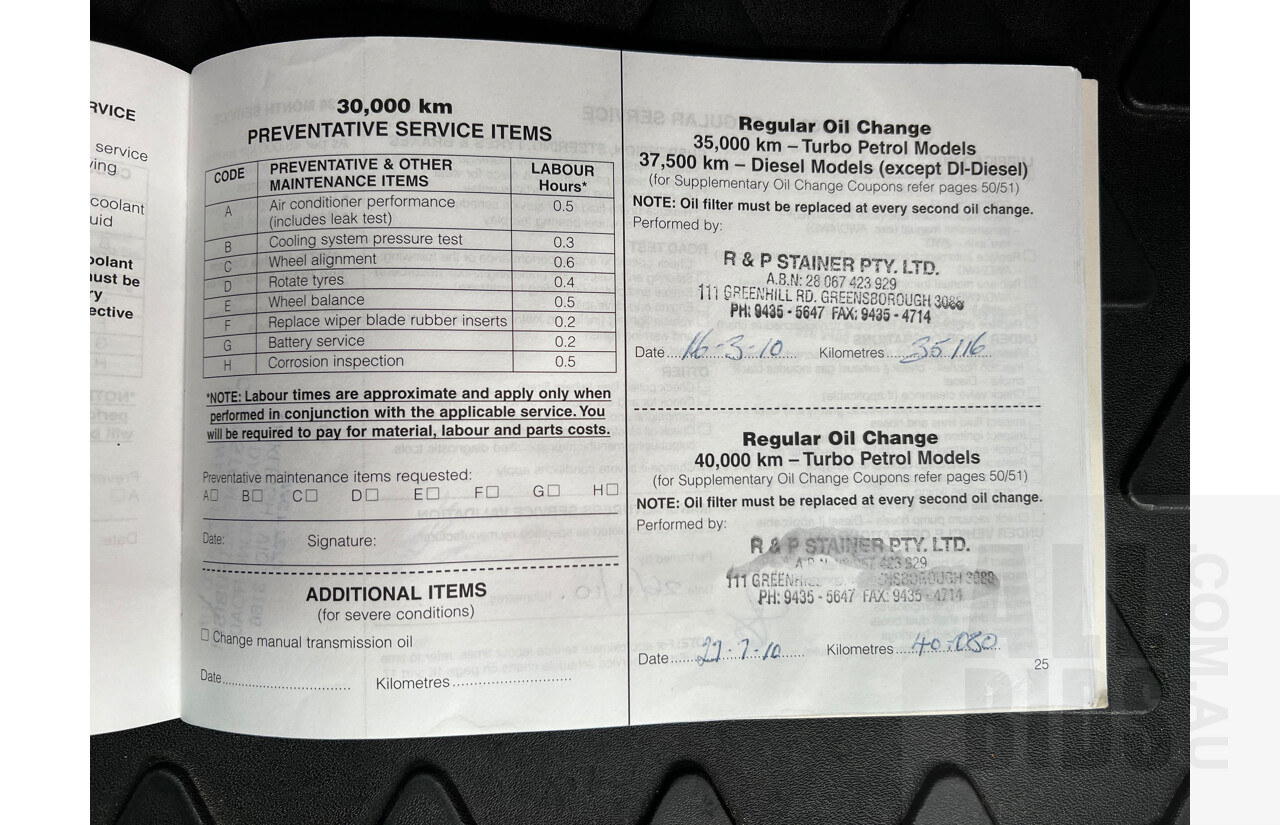 RVICE
service
ving
coolant
uid
oolant
ust be
ry
ective
30,000 km
PREVENTATIVE SERVICE ITEMS
CODE PREVENTATIVE & OTHER MAINTENANCE ITEMS LABOUR Hours*
A Air conditioner performance (includes leak test) 0.5
B Cooling system pressure test 0.3
C Wheel alignment 0.6
D Rotate tyres 0.4
E Wheel balance 0.5
F Replace wiper blade rubber inserts 0.2
G Battery service 0.2
H Corrosion inspection 0.5
*NOTE: Labour times are approximate and apply only when
performed in conjunction with the applicable service. You
will be required to pay for material, labour and parts costs.
Preventative maintenance items requested:
A☐ B☐ C☐ D☐ E☐ F☐ G☐ H☐
Date: Signature:
ADDITIONAL ITEMS
(for severe conditions)
☐ Change manual transmission oil
Date.............................. Kilometres............................
Regular Oil Change
35,000 km – Turbo Petrol Models
37,500 km – Diesel Models (except DI-Diesel)
(for Supplementary Oil Change Coupons refer pages 50/51)
NOTE: Oil filter must be replaced at every second oil change.
Performed by:
R & P STAINER PTY. LTD.
A.B.N: 28 067 423 929
111 GREENHILL RD. GREENSBOROUGH 3088
PH: 9435 - 5647 FAX: 9435 - 4714
Date 16-3-10 Kilometres 35116
Regular Oil Change
40,000 km – Turbo Petrol Models
(for Supplementary Oil Change Coupons refer pages 50/51)
NOTE: Oil filter must be replaced at every second oil change.
Performed by:
R & P STAINER PTY. LTD.
423 929
111 GREENHILL GREENSBOROUGH 3088
PH: 9435 - 5647 FAX: 9435 - 4714
Date Kilometres 40.080
25
ALL
BIDS
.COM.AU